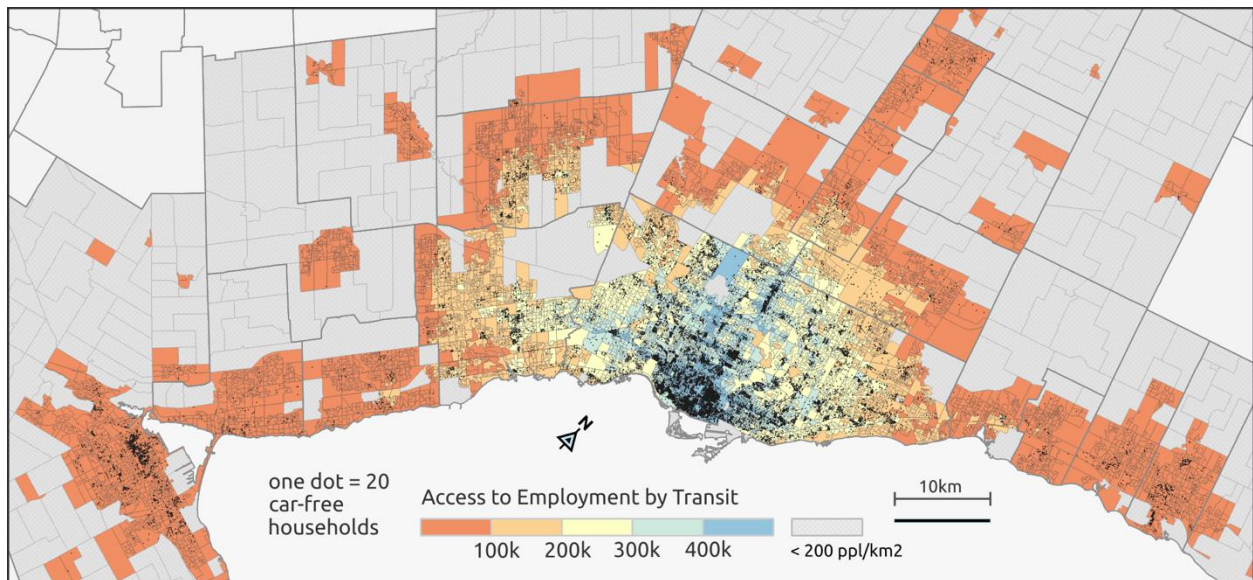 N
one dot = 20
car-free
households
Access to Employment by Transit
100k 200k 300k 400k
< 200 ppl/km2
10km